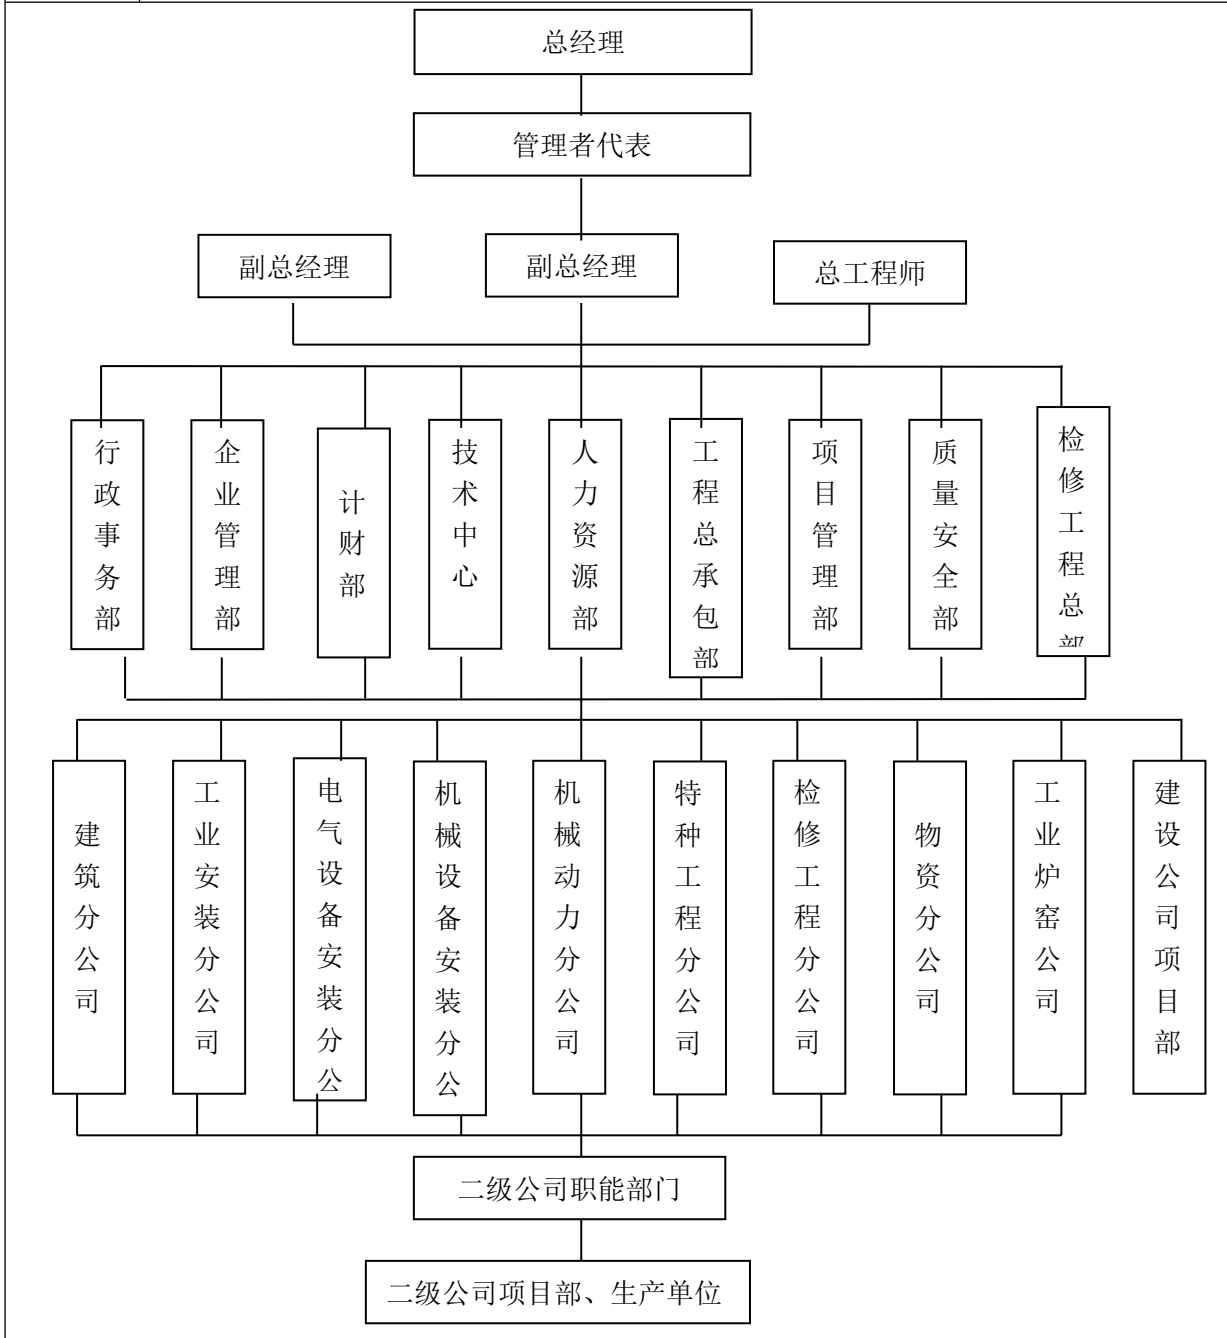 总经理
管理者代表
副总经理
副总经理
总工程师
行政事务部
企业管理部
计财部
技术中心
人力资源部
工程总承包部
项目管理部
质量安全部
检修工程总部
建筑分公司
工业安装分公司
电气设备安装分公
机械设备安装分公
机械动力分公司
特种工程分公司
检修工程分公司
物资分公司
工业炉窑公司
建设公司项目部
二级公司职能部门
二级公司项目部、生产单位